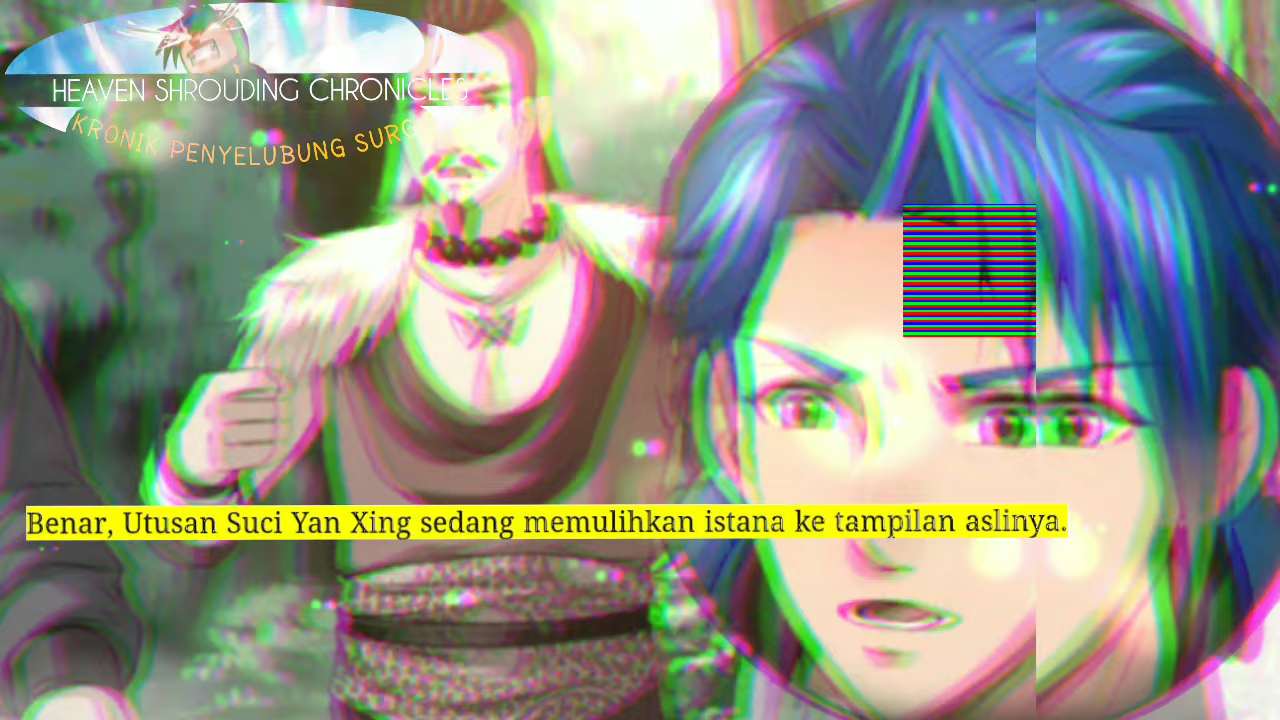 HEAVEN SHROUDING CHRONICLES
KRONIK PENYELUBUNG SURG
Benar, Utusan Suci Yan Xing sedang memulihkan istana ke tampilan aslinya.